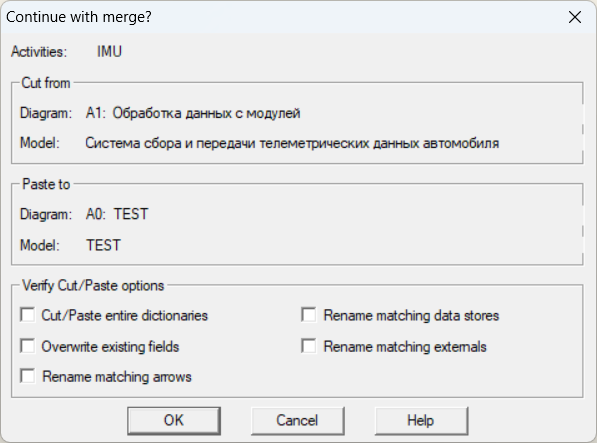 Continue with merge?
Activities: IMU
Cut from
Diagram: A1: Обработка данных с модулей
Model: Система сбора и передачи телеметрических данных автомобиля
Paste to
Diagram: A0: TEST
Model: TEST
Verify Cut/Paste options
Cut/Paste entire dictionaries Rename matching data stores
Overwrite existing fields Rename matching externals
Rename matching arrows
OK Cancel Help